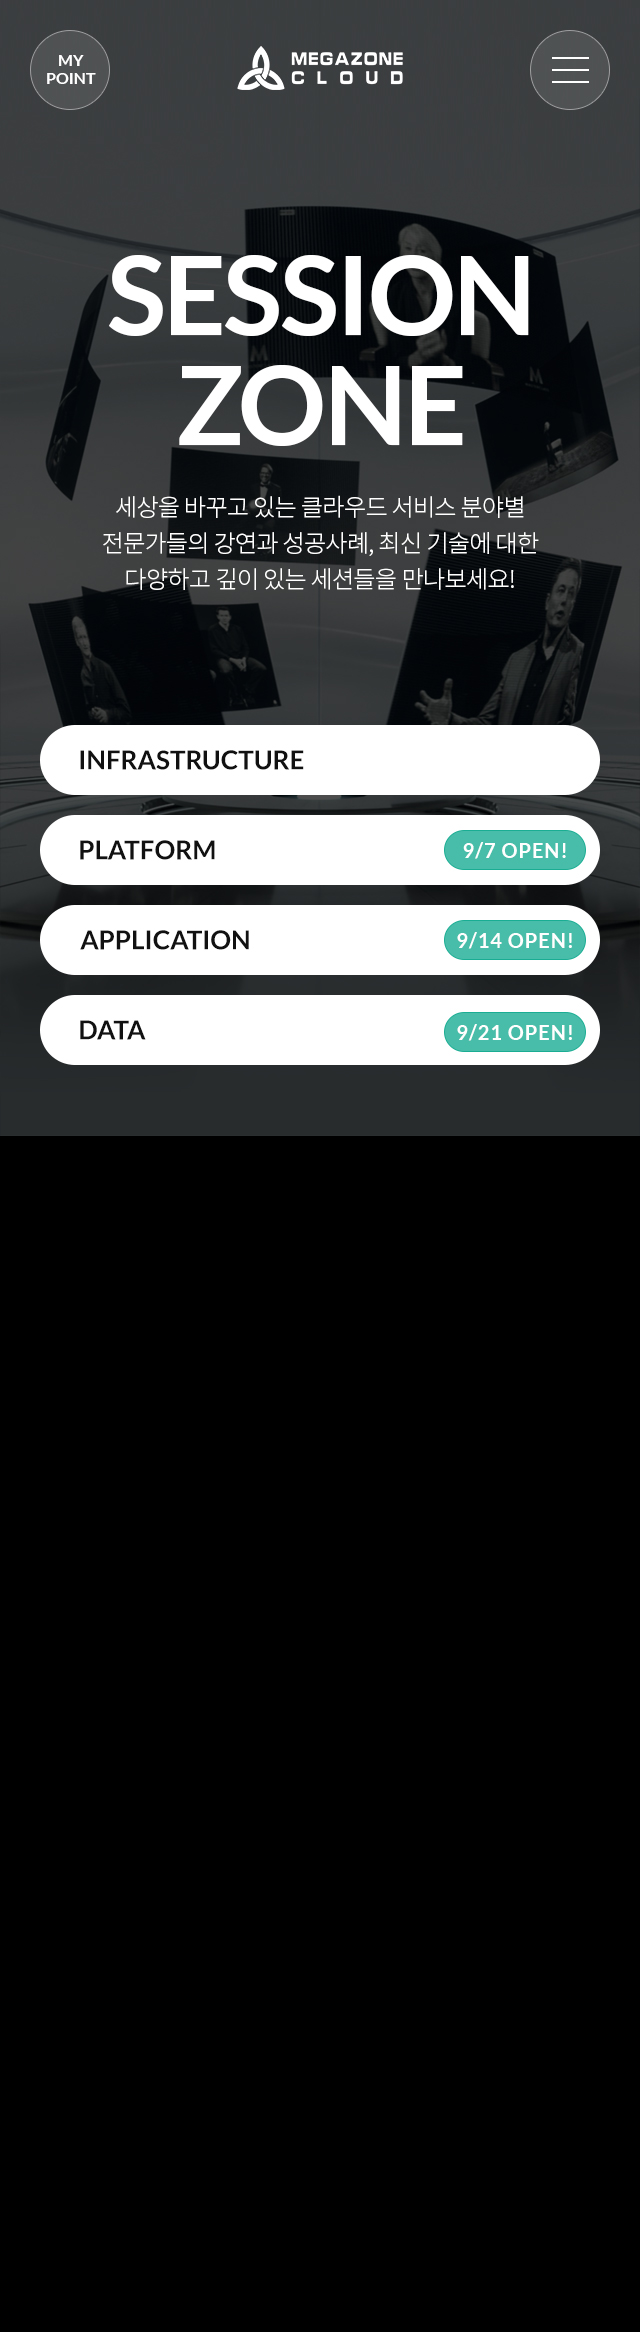 MY
POINT
MEGAZONE
CLOUD
SESSION
ZONE
세상을 바꾸고 있는 클라우드 서비스 분야별
전문가들의 강연과 성공사례, 최신 기술에 대한
다양하고 깊이 있는 세션들을 만나보세요!
INFRASTRUCTURE
PLATFORM
9/7 OPEN!
APPLICATION
9/14 OPEN!
DATA
9/21 OPEN!